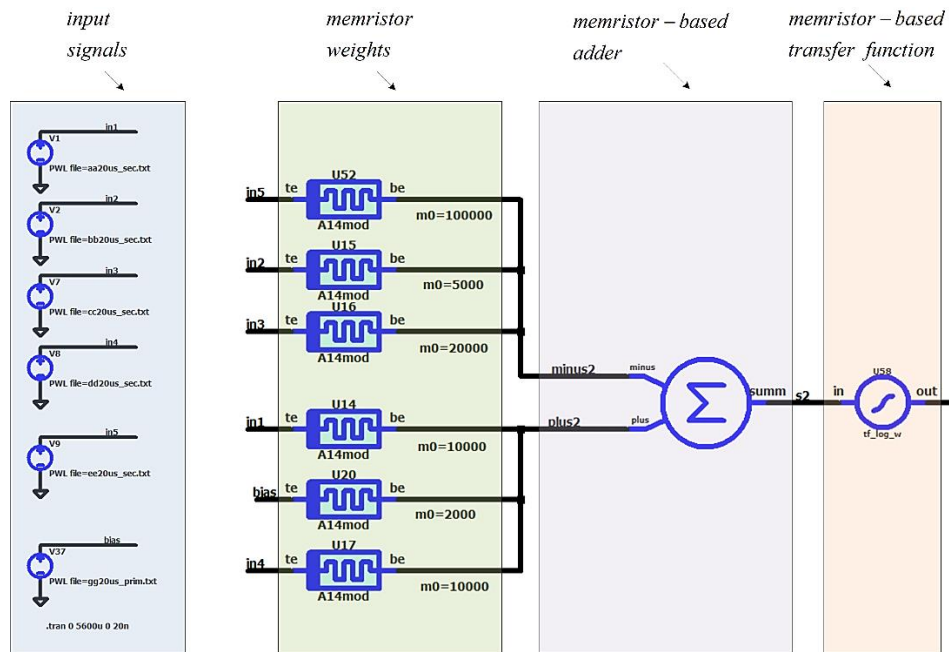 input
signals
memristor
weights
memristor – based
adder
memristor – based
transfer function
in1
V1
PWL file=aa20us_sec.txt
in2
V2
PWL file=bb20us_sec.txt
in3
V7
PWL file=cc20us_sec.txt
in4
V8
PWL file=dd20us_sec.txt
in5
V9
PWL file=ee20us_sec.txt
bias
V37
PWL file=gg20us_prim.txt
.tran 0 5600u 0 20n
U52
in5 te be
m0=100000
A14mod
U15
in2 te be
m0=5000
A14mod
U16
in3 te be
m0=20000
A14mod
U14
in1 te be
m0=10000
A14mod
U20
bias te be
m0=2000
A14mod
U17
in4 te be
m0=10000
A14mod
minus2 minus
plus2 plus
Σ
summ s2
U58
in out
tf_log_w